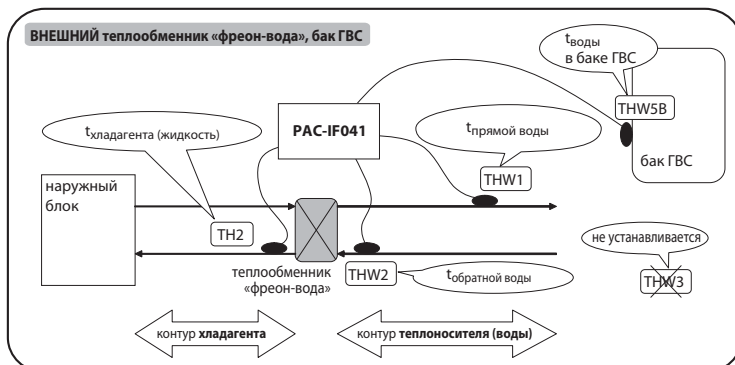 ВНЕШНИЙ теплообменник «фреон-вода», бак ГВС
tводы
в баке ГВС
THW5B
бак ГВС
PAC-IF041
tхладагента (жидкость)
tпрямой воды
THW1
наружный
блок
TH2
теплообменник
«фреон-вода»
THW2
tобратной воды
не устанавливается
THW3
контур хладагента
контур теплоносителя (воды)